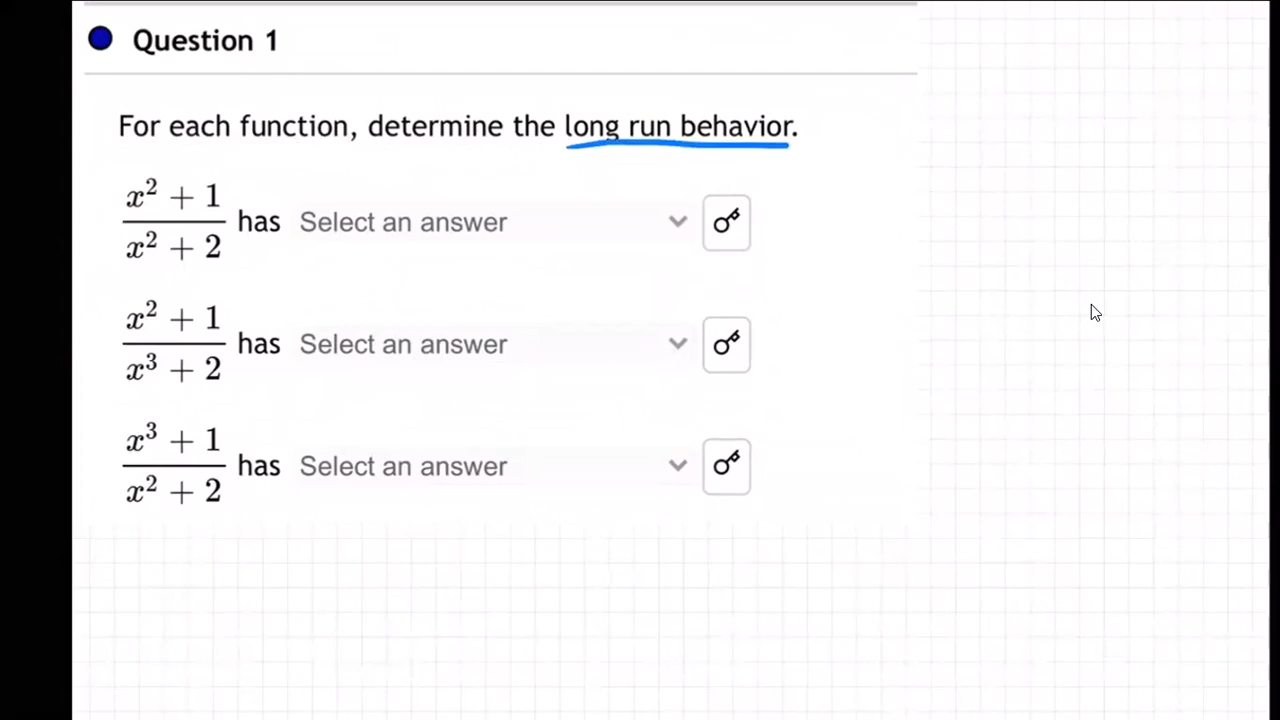 Question 1
For each function, determine the long run behavior.
x² + 1
x² + 2
has Select an answer
x² + 1
x³ + 2
has Select an answer
x³ + 1
x² + 2
has Select an answer